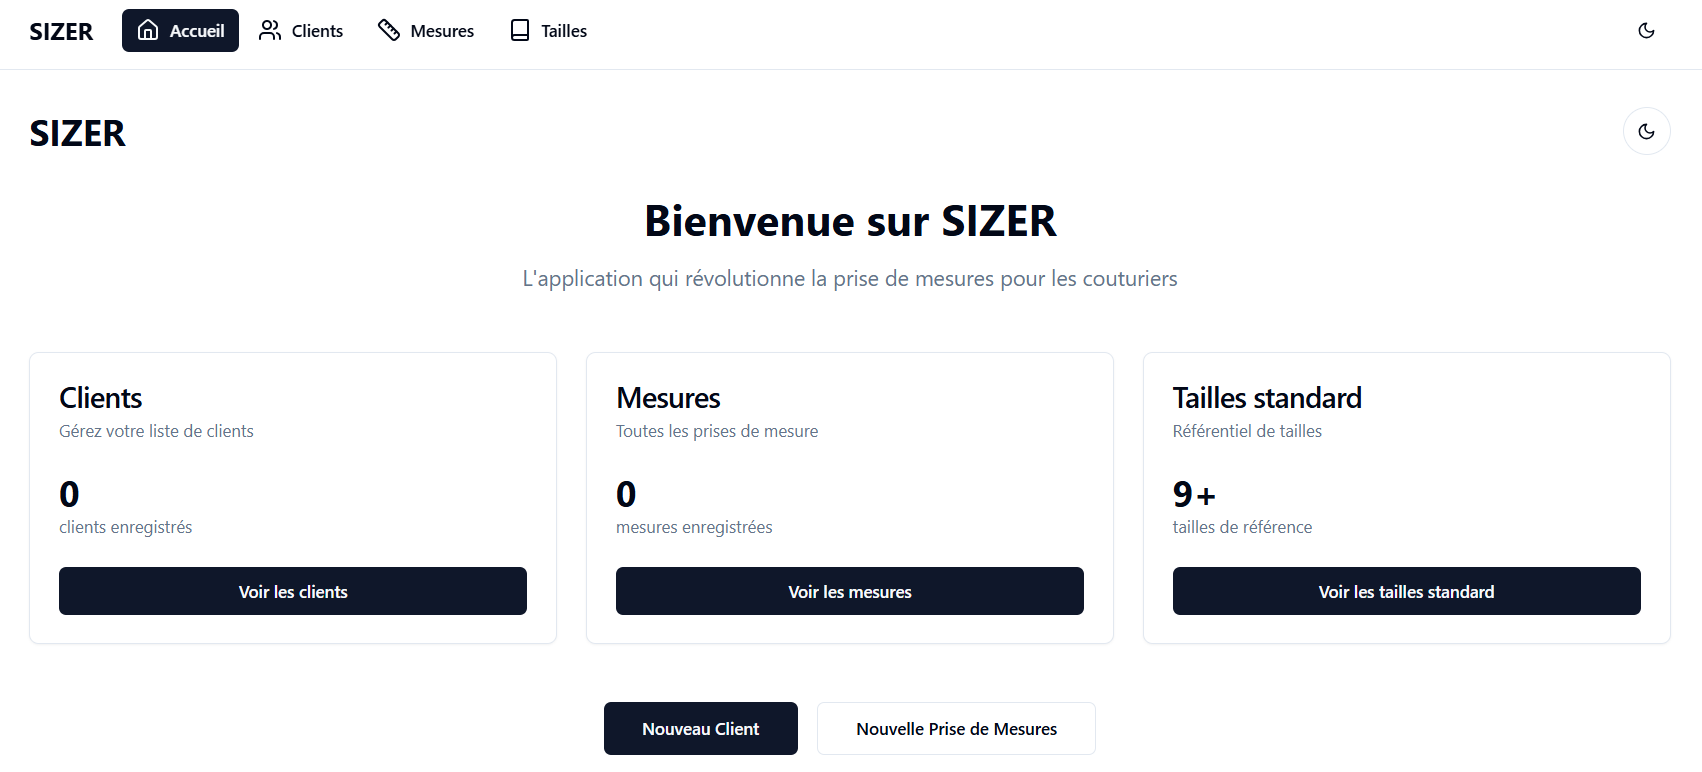 SIZER Accueil Clients Mesures Tailles
SIZER
Bienvenue sur SIZER
L'application qui révolutionne la prise de mesures pour les couturiers
Clients
Gérez votre liste de clients
0
clients enregistrés
Voir les clients
Mesures
Toutes les prises de mesure
0
mesures enregistrées
Voir les mesures
Tailles standard
Référentiel de tailles
9+
tailles de référence
Voir les tailles standard
Nouveau Client
Nouvelle Prise de Mesures